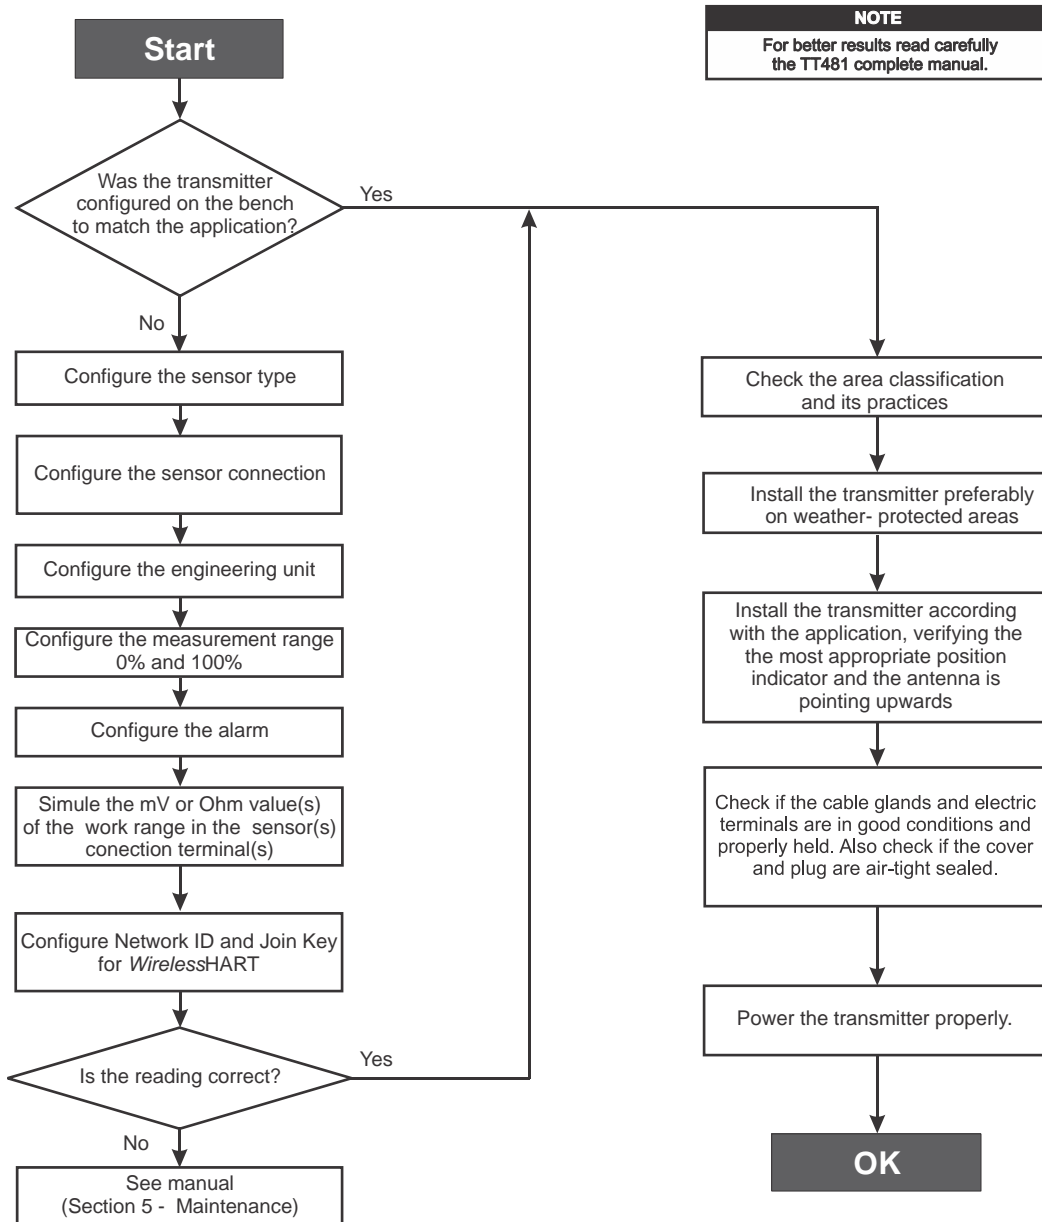 Start
NOTE
For better results read carefully
the TT481 complete manual.
Was the transmitter
configured on the bench
to match the application?
Yes
No
Configure the sensor type
Configure the sensor connection
Configure the engineering unit
Configure the measurement range
0% and 100%
Configure the alarm
Simule the mV or Ohm value(s)
of the work range in the sensor(s)
conection terminal(s)
Configure Network ID and Join Key
for WirelessHART
Is the reading correct?
Yes
No
See manual
(Section 5 - Maintenance)
Check the area classification
and its practices
Install the transmitter preferably
on weather- protected areas
Install the transmitter according
with the application, verifying the
the most appropriate position
indicator and the antenna is
pointing upwards
Check if the cable glands and electric
terminals are in good conditions and
properly held. Also check if the cover
and plug are air-tight sealed.
Power the transmitter properly.
OK